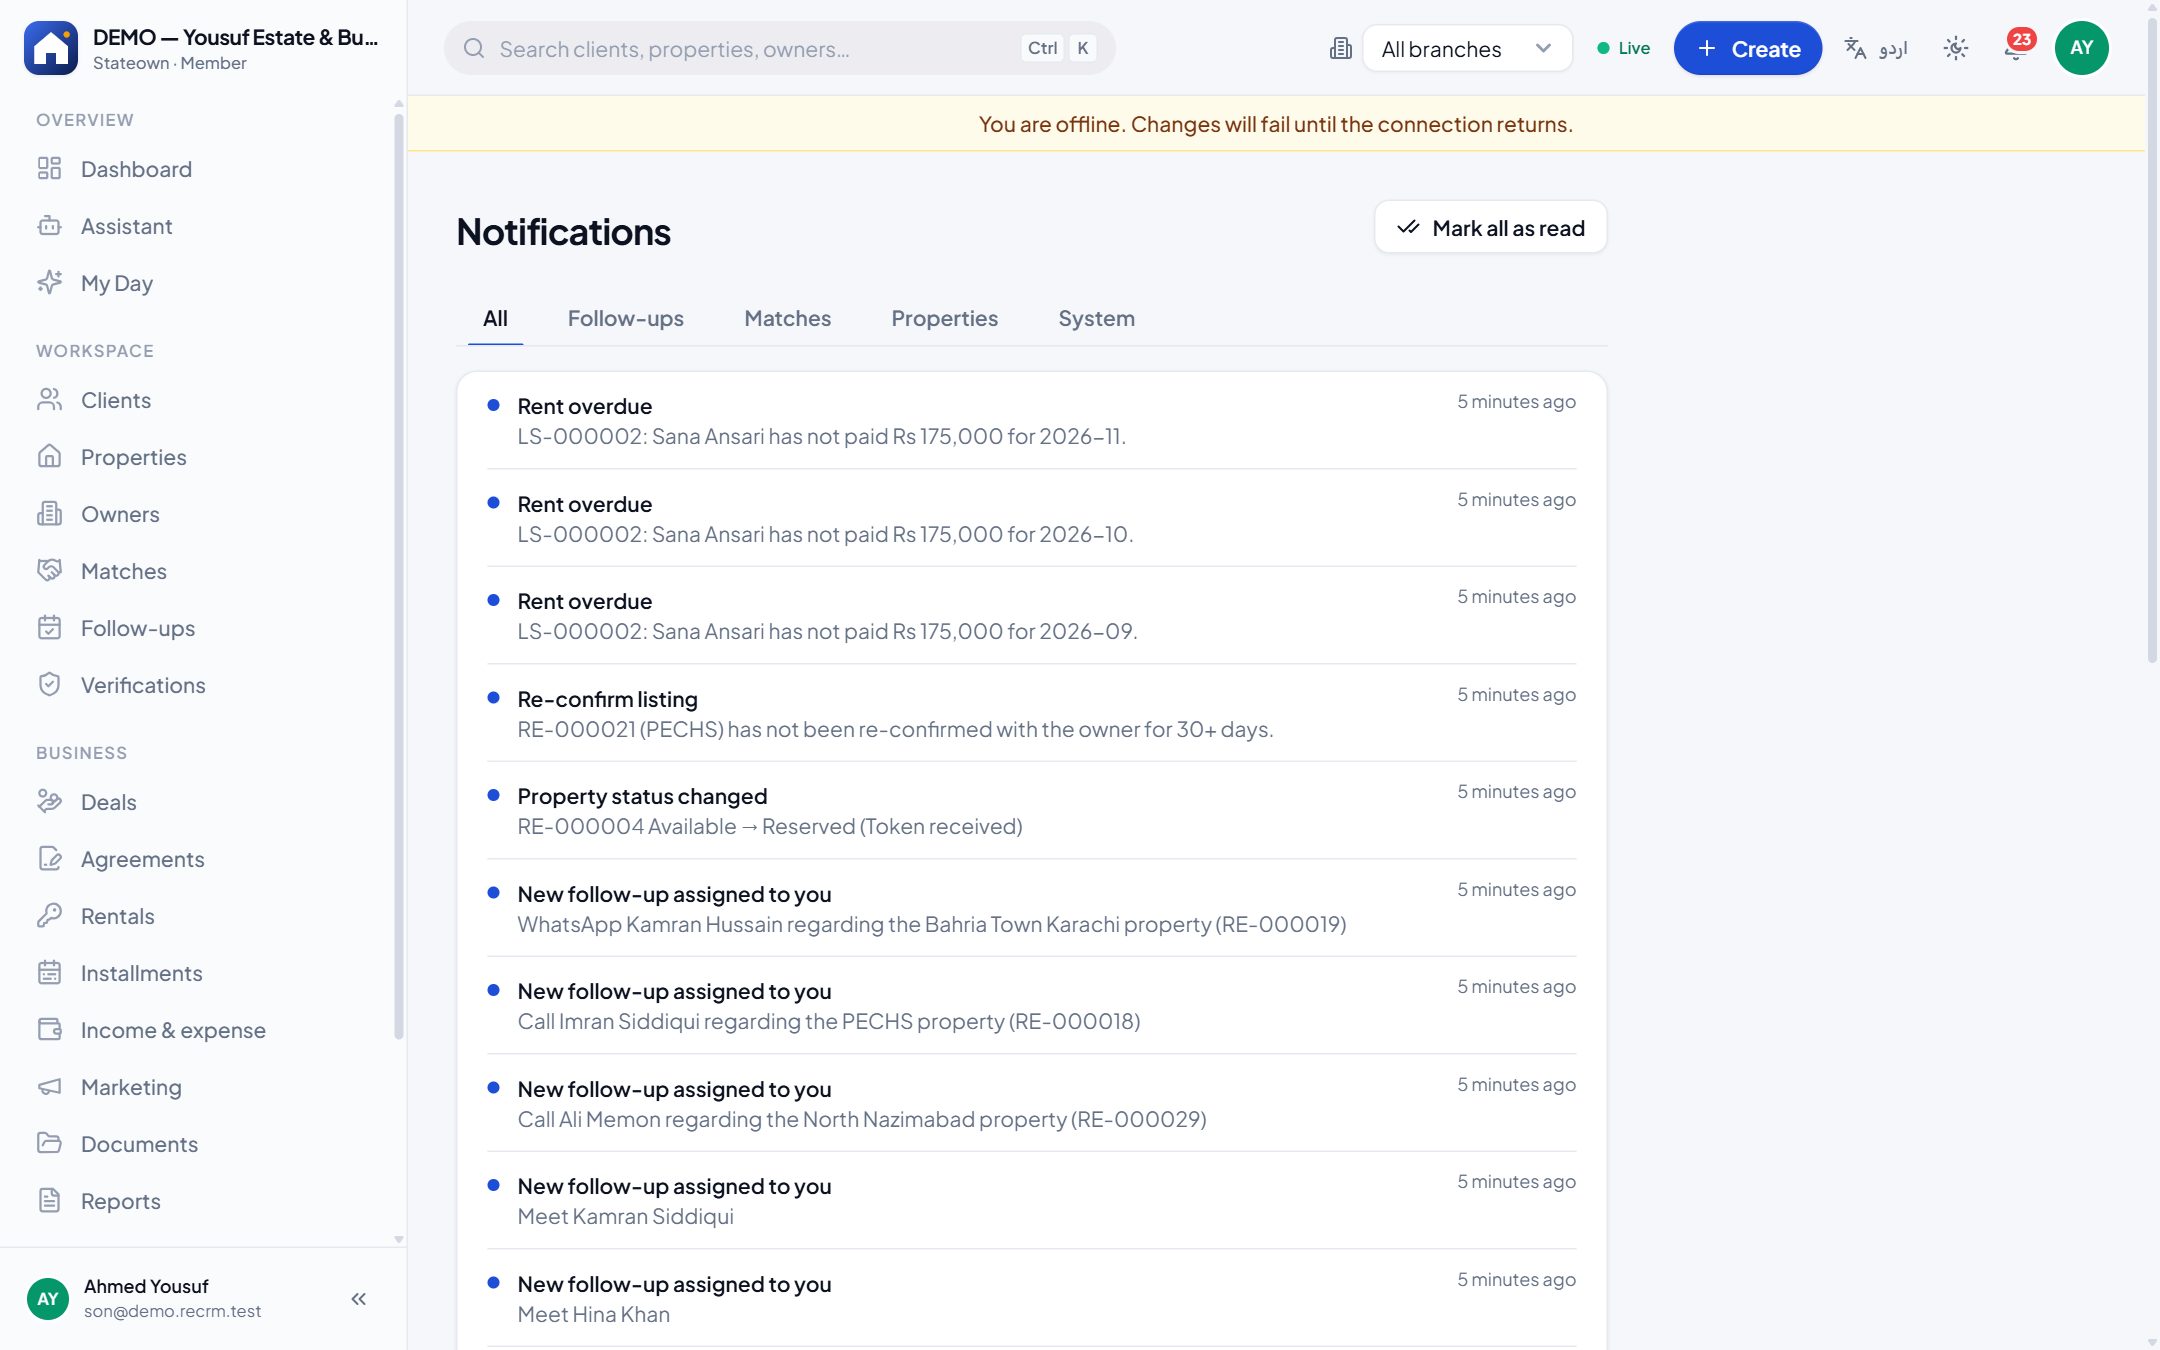 DEMO — Yousuf Estate & Bu...
Stateown · Member
Search clients, properties, owners...
Ctrl K
All branches
Live
Create
اردو
23
AY
You are offline. Changes will fail until the connection returns.
OVERVIEW
Dashboard
Assistant
My Day
WORKSPACE
Clients
Properties
Owners
Matches
Follow-ups
Verifications
BUSINESS
Deals
Agreements
Rentals
Installments
Income & expense
Marketing
Documents
Reports
AY
Ahmed Yousuf
son@demo.recrm.test
Notifications
Mark all as read
All
Follow-ups
Matches
Properties
System
Rent overdue
5 minutes ago
LS-000002: Sana Ansari has not paid Rs 175,000 for 2026-11.
Rent overdue
5 minutes ago
LS-000002: Sana Ansari has not paid Rs 175,000 for 2026-10.
Rent overdue
5 minutes ago
LS-000002: Sana Ansari has not paid Rs 175,000 for 2026-09.
Re-confirm listing
5 minutes ago
RE-000021 (PECHS) has not been re-confirmed with the owner for 30+ days.
Property status changed
5 minutes ago
RE-000004 Available → Reserved (Token received)
New follow-up assigned to you
5 minutes ago
WhatsApp Kamran Hussain regarding the Bahria Town Karachi property (RE-000019)
New follow-up assigned to you
5 minutes ago
Call Imran Siddiqui regarding the PECHS property (RE-000018)
New follow-up assigned to you
5 minutes ago
Call Ali Memon regarding the North Nazimabad property (RE-000029)
New follow-up assigned to you
5 minutes ago
Meet Kamran Siddiqui
New follow-up assigned to you
5 minutes ago
Meet Hina Khan